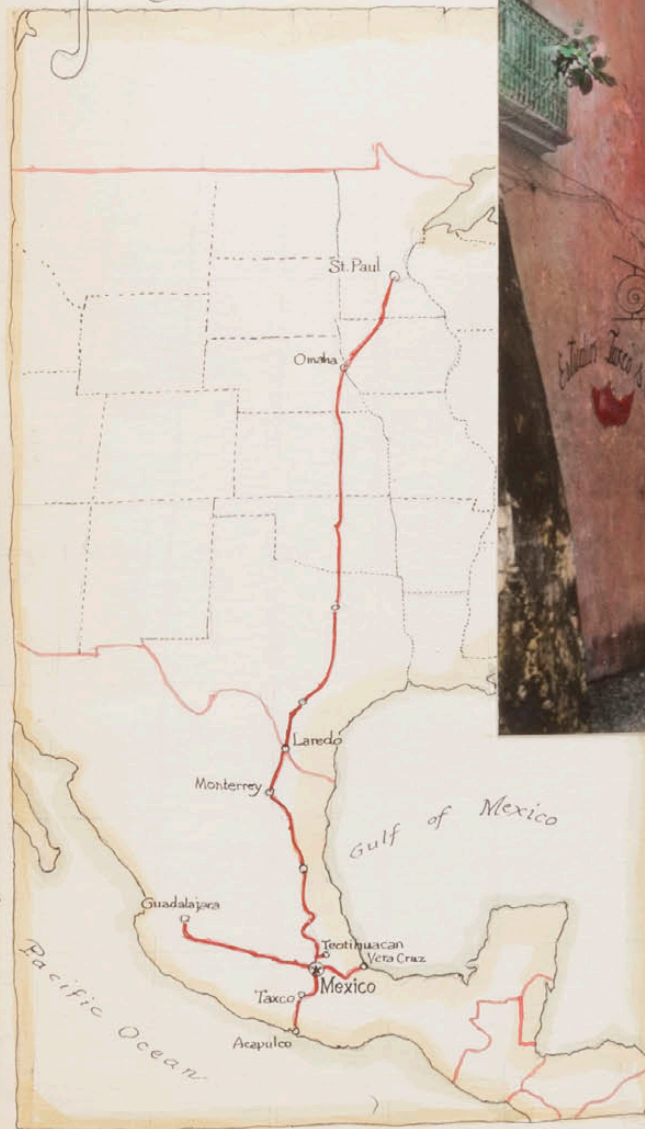 St. Paul
Omaha
Laredo
Monterrey
Gulf of Mexico
Guadalajara
Teotihuacan
Vera Cruz
Mexico
Taxco
Acapulco
Pacific Ocean